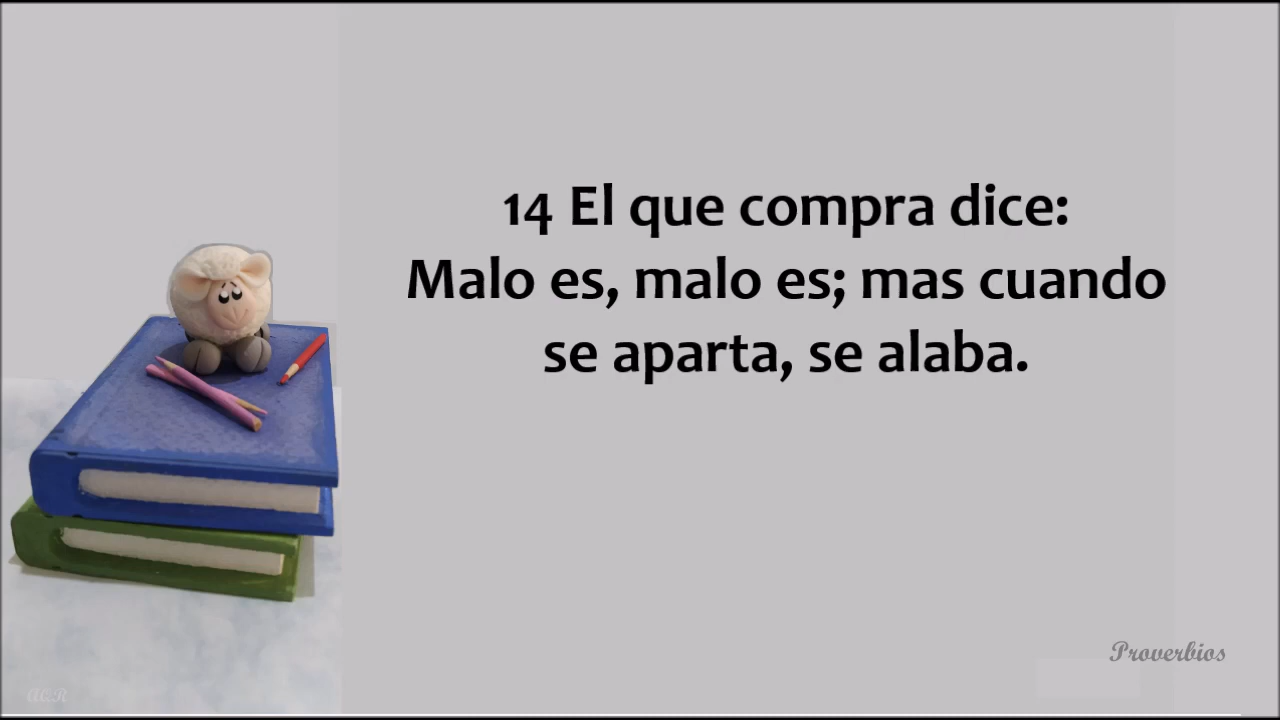 14 El que compra dice:
Malo es, malo es; mas cuando
se aparta, se alaba.
Proverbios